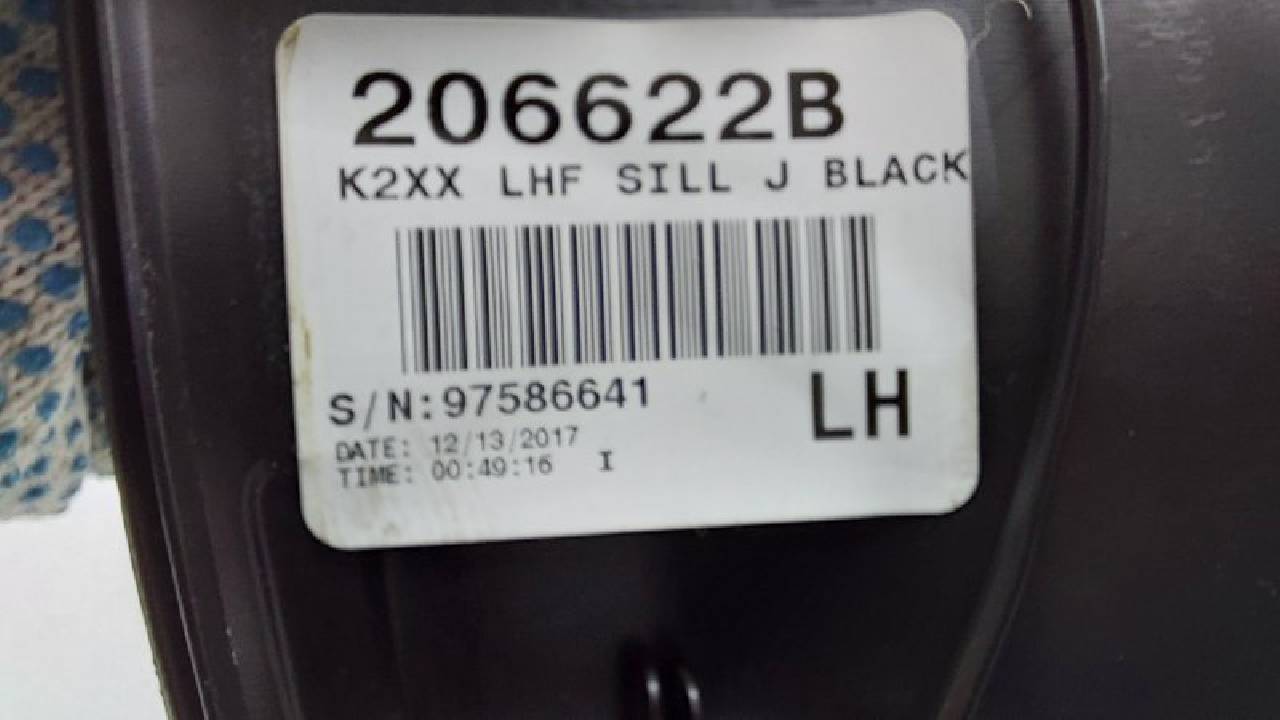 206622B
K2XX LHF SILL J BLACK
S/N:97586641
LH
DATE: 12/13/2017
TIME: 00:49:16 I